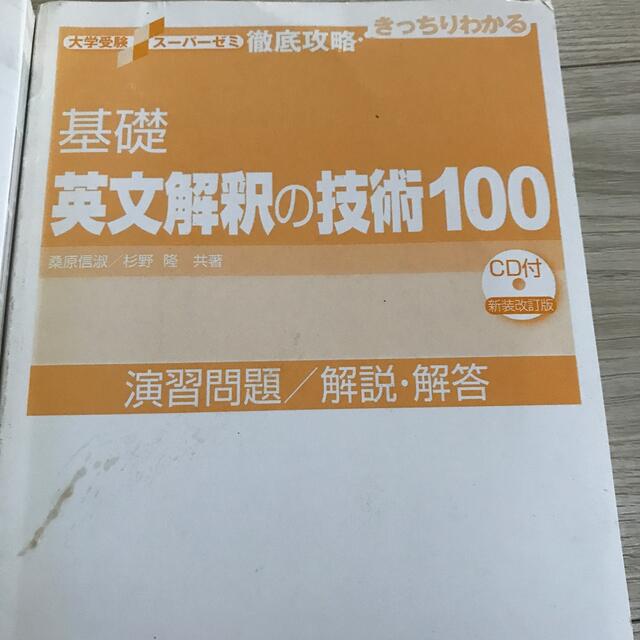 大学受験 スーパーゼミ 徹底攻略・きっちりわかる
基礎
英文解釈の技術100
桑原信淑／杉野 隆 共著
CD付
新装改訂版
演習問題／解説・解答